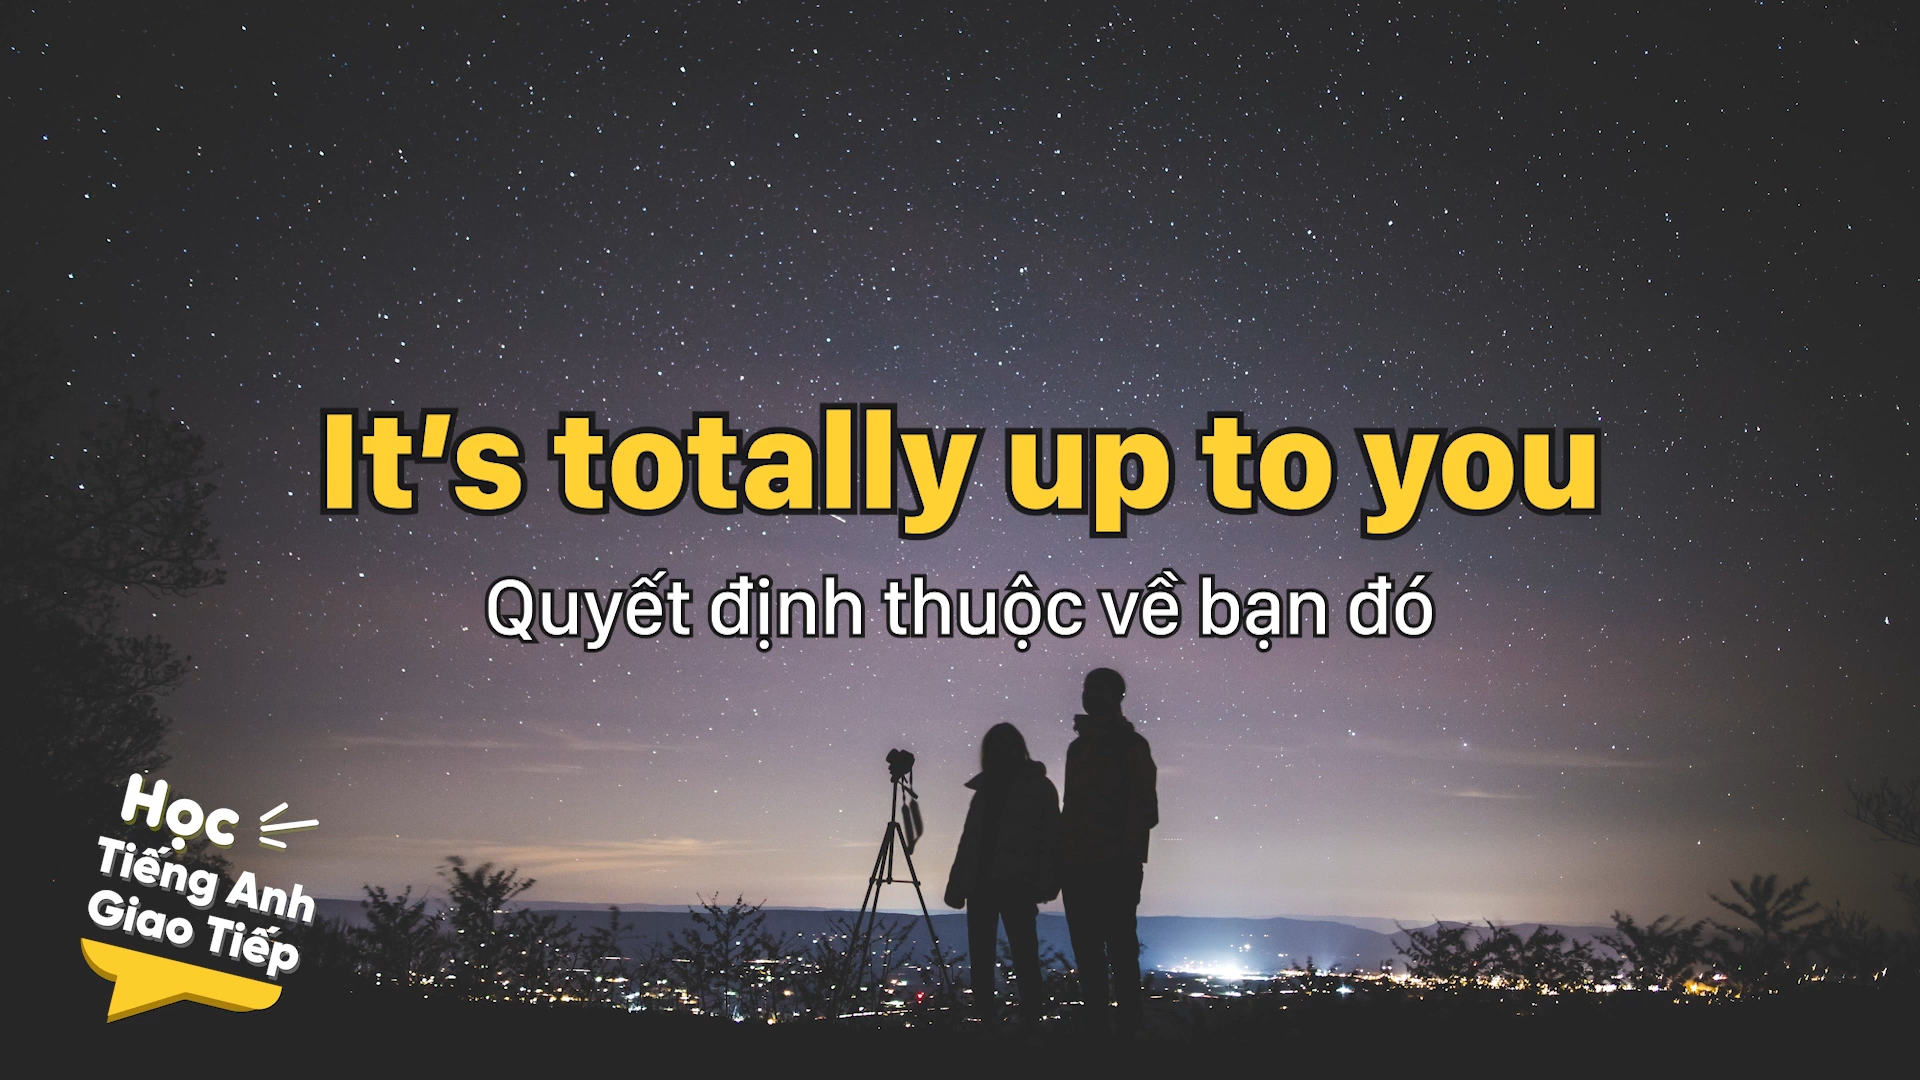 It’s totally up to you
Quyết định thuộc về bạn đó
Học
Tiếng Anh
Giao Tiếp